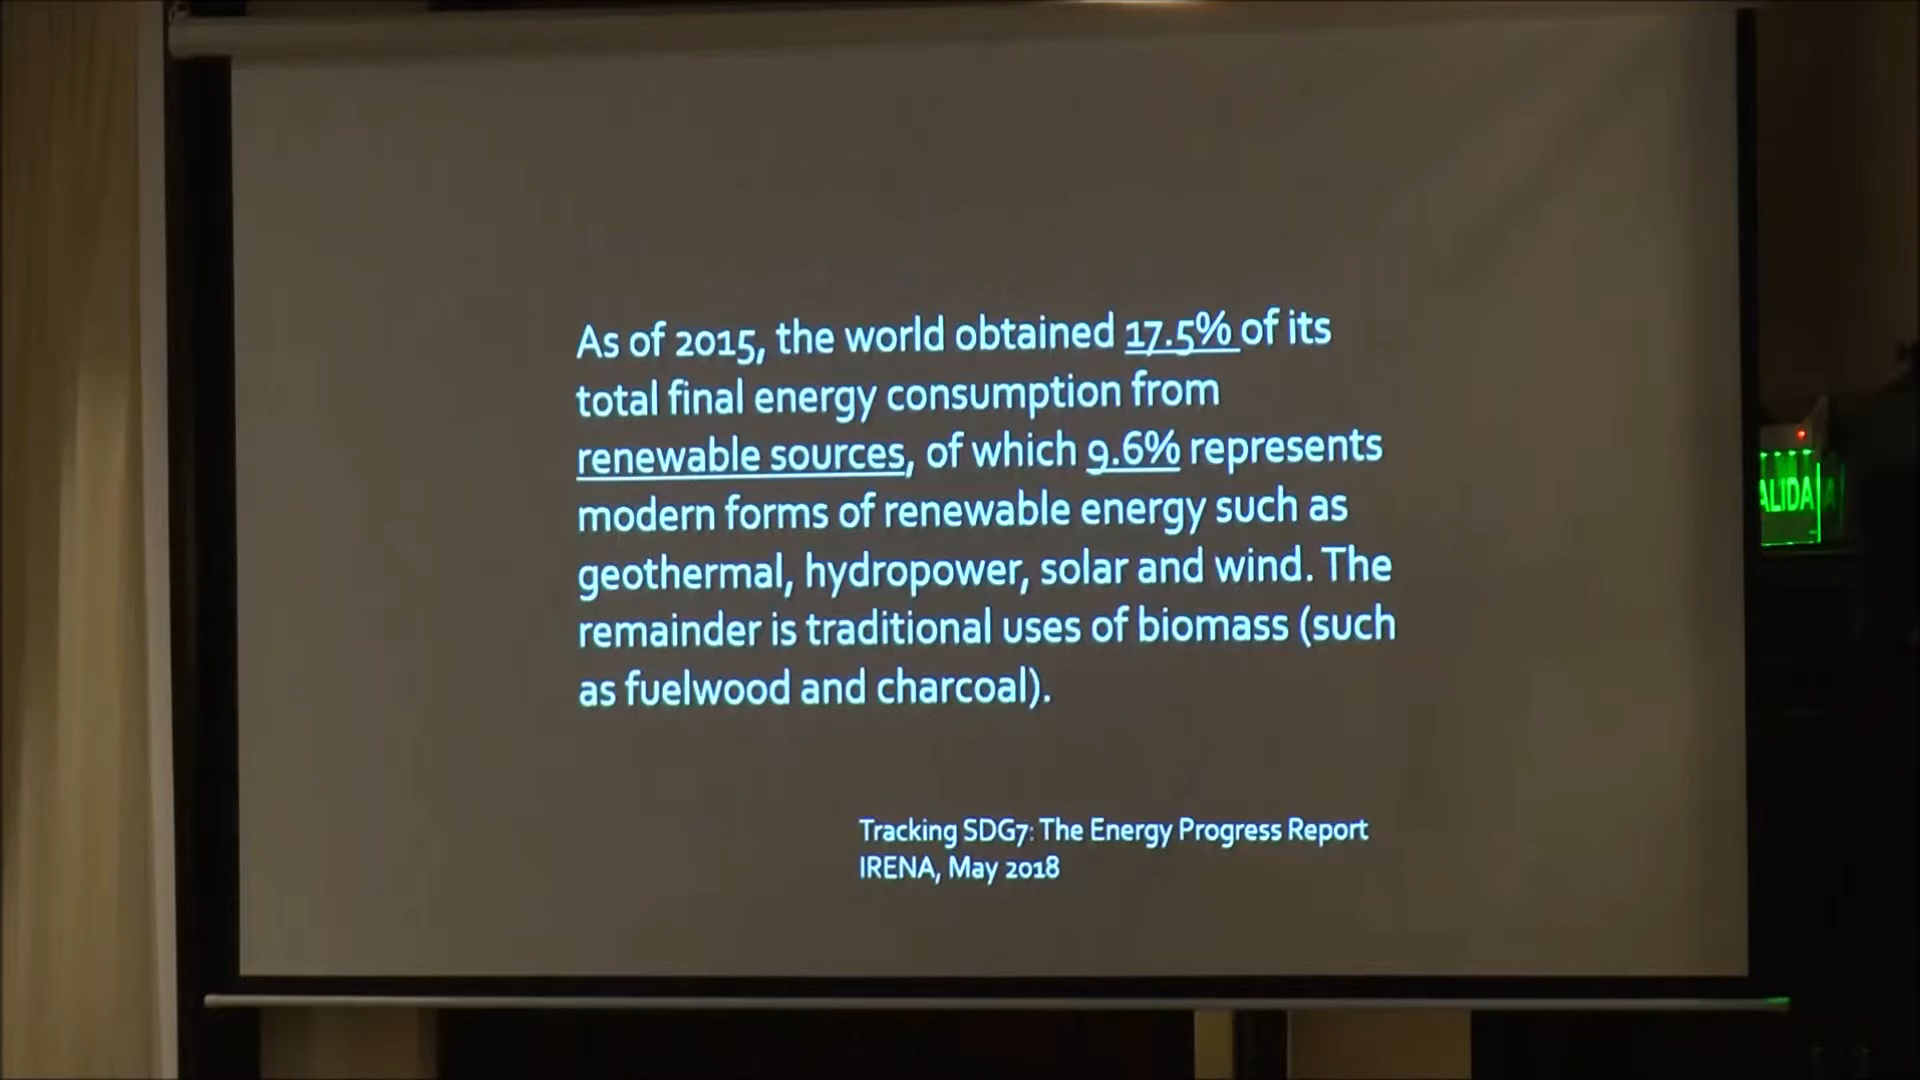 As of 2015, the world obtained 17.5% of its
total final energy consumption from
renewable sources, of which 9.6% represents
modern forms of renewable energy such as
geothermal, hydropower, solar and wind. The
remainder is traditional uses of biomass (such
as fuelwood and charcoal).
Tracking SDG7: The Energy Progress Report
IRENA, May 2018
ALIDA